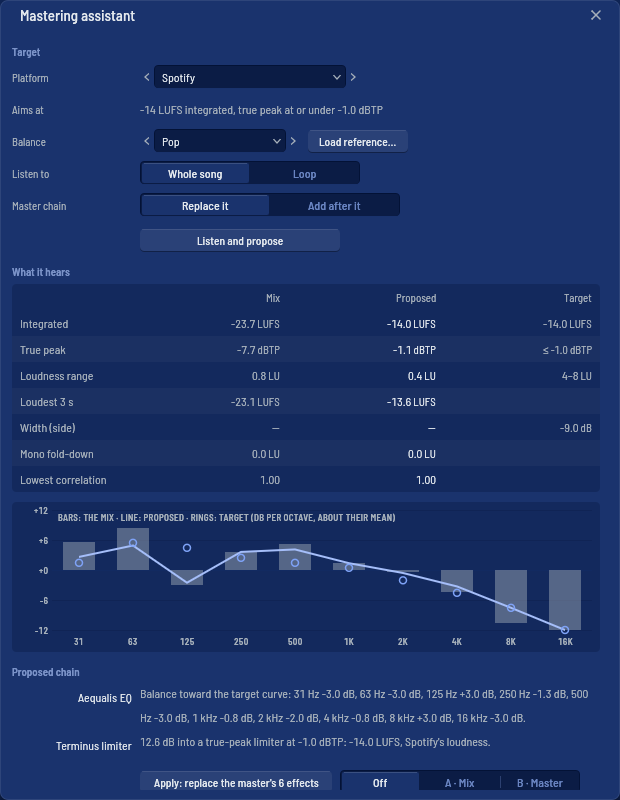 Mastering assistant
Target
Platform Spotify
Aims at -14 LUFS integrated, true peak at or under -1.0 dBTP
Balance Pop Load reference...
Listen to Whole song Loop
Master chain Replace it Add after it
Listen and propose
What it hears
Mix Proposed Target
Integrated -23.7 LUFS -14.0 LUFS -14.0 LUFS
True peak -7.7 dBTP -1.1 dBTP ≤ -1.0 dBTP
Loudness range 0.8 LU 0.4 LU 4–8 LU
Loudest 3 s -23.1 LUFS -13.6 LUFS
Width (side) — — -9.0 dB
Mono fold-down 0.0 LU 0.0 LU
Lowest correlation 1.00 1.00
+12
BARS: THE MIX · LINE: PROPOSED · RINGS: TARGET (DB PER OCTAVE, ABOUT THEIR MEAN)
+6
+0
-6
-12
31 63 125 250 500 1K 2K 4K 8K 16K
Proposed chain
Aequalis EQ Balance toward the target curve: 31 Hz -3.0 dB, 63 Hz -3.0 dB, 125 Hz +3.0 dB, 250 Hz -1.3 dB, 500
Hz -3.0 dB, 1 kHz -0.8 dB, 2 kHz -2.0 dB, 4 kHz -0.8 dB, 8 kHz +3.0 dB, 16 kHz -3.0 dB.
Terminus limiter 12.6 dB into a true-peak limiter at -1.0 dBTP: -14.0 LUFS, Spotify's loudness.
Apply: replace the master's 6 effects Off A · Mix B · Master